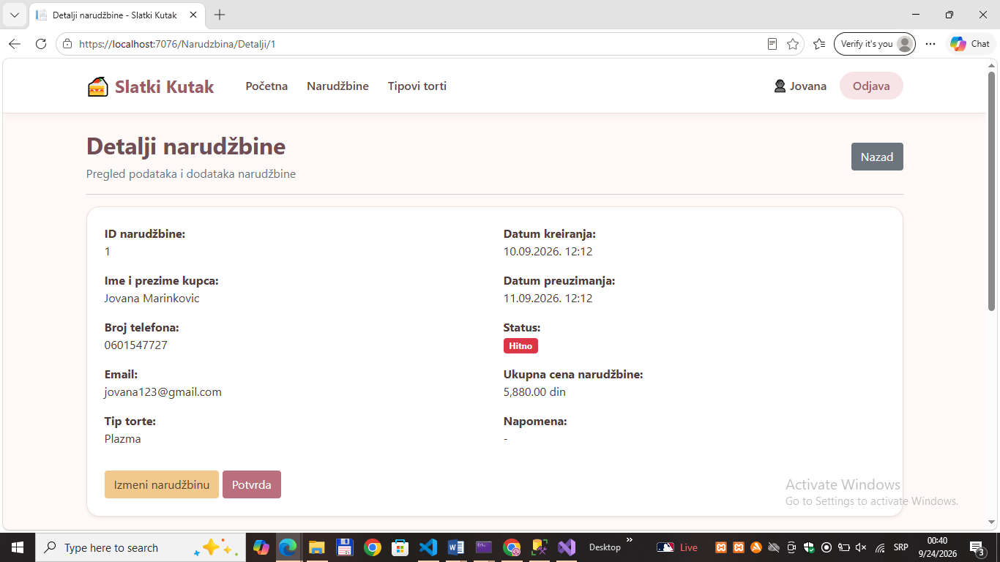 Detalji narudžbine - Slatki Kutak
https://localhost:7076/Narudzbina/Detalji/1
Verify it's you
Chat
Slatki Kutak
Početna
Narudžbine
Tipovi torti
Jovana
Odjava
Detalji narudžbine
Nazad
Pregled podataka i dodataka narudžbine
ID narudžbine:
1
Datum kreiranja:
10.09.2026. 12:12
Ime i prezime kupca:
Jovana Marinkovic
Datum preuzimanja:
11.09.2026. 12:12
Broj telefona:
0601547727
Status:
Hitno
Email:
jovana123@gmail.com
Ukupna cena narudžbine:
5,880.00 din
Tip torte:
Plazma
Napomena:
-
Izmeni narudžbinu
Potvrda
Activate Windows
Go to Settings to activate Windows.
Type here to search
Desktop
Live
SRP
00:40
9/24/2026
3